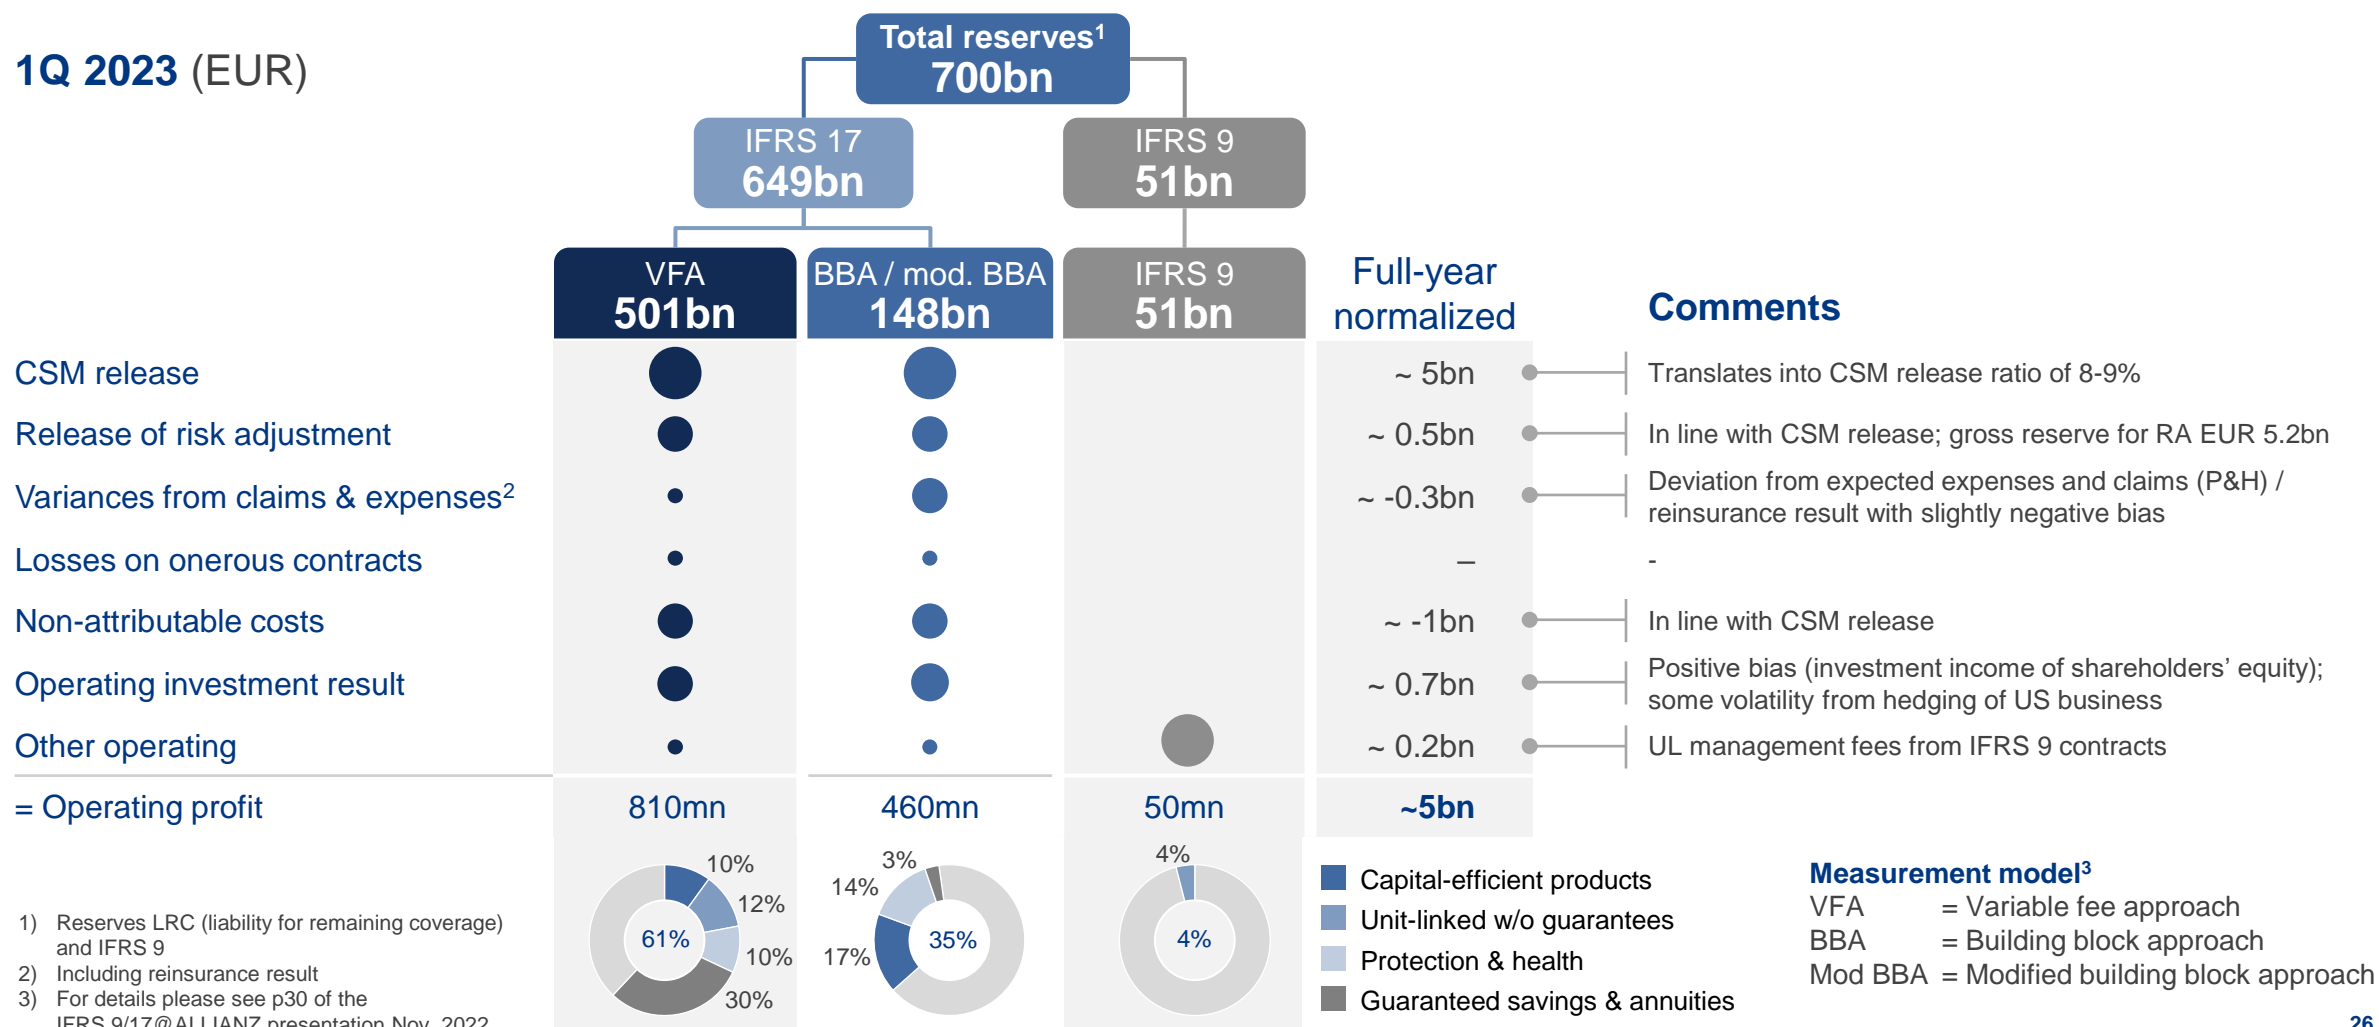 1Q 2023 (EUR)
Total reserves¹
700bn
IFRS 17
649bn
IFRS 9
51bn
VFA
501bn
BBA / mod. BBA
148bn
IFRS 9
51bn
Full-year
normalized
Comments
CSM release
~ 5bn
Translates into CSM release ratio of 8-9%
Release of risk adjustment
~ 0.5bn
In line with CSM release; gross reserve for RA EUR 5.2bn
Variances from claims & expenses²
~ -0.3bn
Deviation from expected expenses and claims (P&H) /
reinsurance result with slightly negative bias
Losses on onerous contracts
–
-
Non-attributable costs
~ -1bn
In line with CSM release
Operating investment result
~ 0.7bn
Positive bias (investment income of shareholders’ equity);
some volatility from hedging of US business
Other operating
~ 0.2bn
UL management fees from IFRS 9 contracts
= Operating profit
810mn
460mn
50mn
~5bn
10%
12%
10%
30%
61%
3%
14%
17%
35%
4%
4%
Capital-efficient products
Unit-linked w/o guarantees
Protection & health
Guaranteed savings & annuities
Measurement model³
VFA = Variable fee approach
BBA = Building block approach
Mod BBA = Modified building block approach
1) Reserves LRC (liability for remaining coverage)
and IFRS 9
2) Including reinsurance result
3) For details please see p30 of the
IFRS 9/17@ALLIANZ presentation Nov. 2022
26